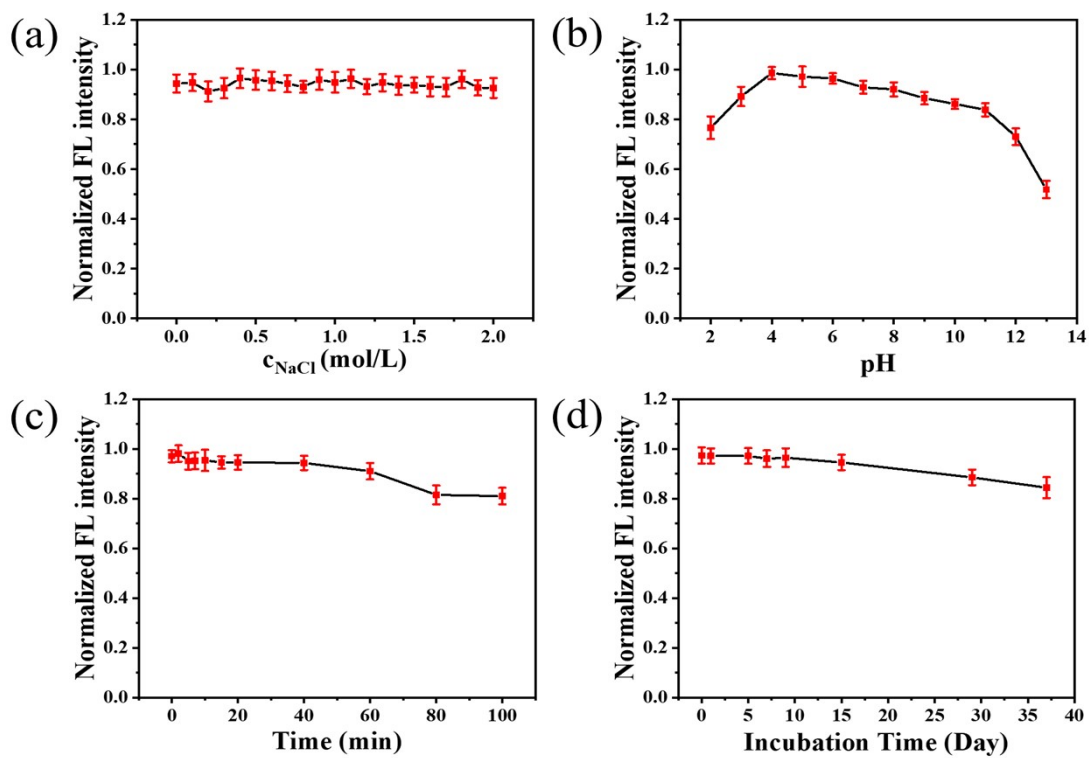 (a)
Normalized FL intensity
1.2
1.0
0.8
0.6
0.4
0.2
0.0
0.0 0.5 1.0 1.5 2.0
cNaCl (mol/L)
(b)
Normalized FL intensity
1.2
1.0
0.8
0.6
0.4
0.2
0.0
2 4 6 8 10 12 14
pH
(c)
Normalized FL intensity
1.2
1.0
0.8
0.6
0.4
0.2
0.0
0 20 40 60 80 100
Time (min)
(d)
Normalized FL intensity
1.2
1.0
0.8
0.6
0.4
0.2
0.0
0 5 10 15 20 25 30 35 40
Incubation Time (Day)